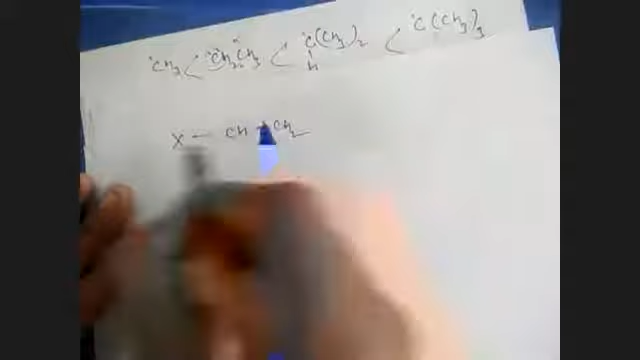 ĊH₃ < ĊH₂CH₃ < Ċ(CH₃)₂ < Ċ(CH₃)₃
H
X — CH CH₂